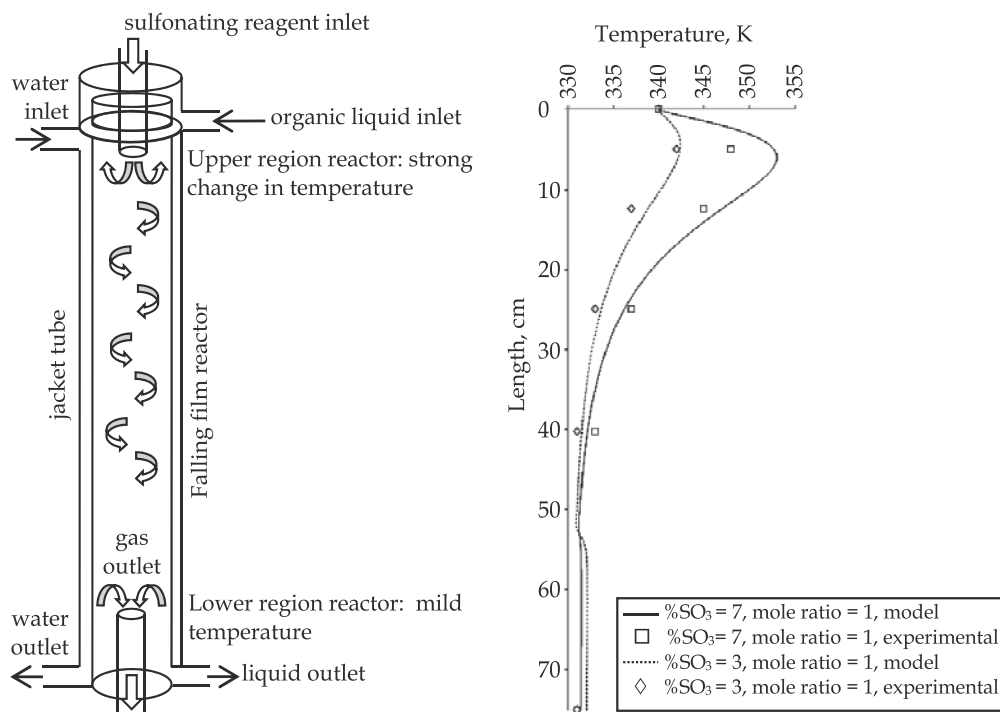 sulfonating reagent inlet
water
inlet
organic liquid inlet
Upper region reactor: strong
change in temperature
jacket tube
Falling film reactor
gas
outlet
Lower region reactor: mild
temperature
water
outlet
liquid outlet
Temperature, K
330
335
340
345
350
355
Length, cm
0
10
20
30
40
50
60
70
%SO₃ = 7, mole ratio = 1, model
%SO₃= 7, mole ratio = 1, experimental
%SO₃ = 3, mole ratio = 1, model
%SO₃ = 3, mole ratio = 1, experimental